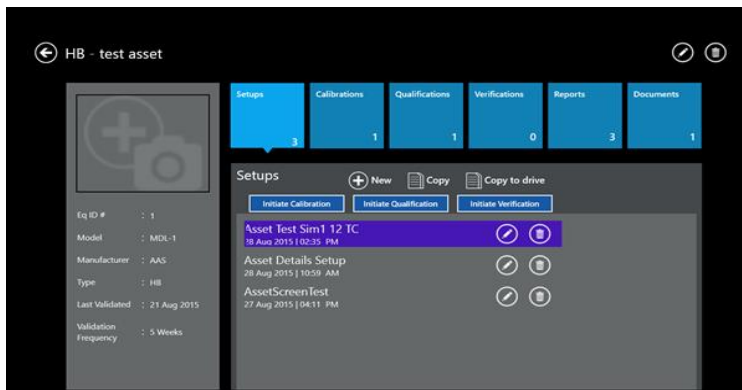 HB - test asset
Setups
3
Calibrations
1
Qualifications
1
Verifications
0
Reports
3
Documents
1
Eq ID # : 1
Model : MDL-1
Manufacturer : AAS
Type : HB
Last Validated : 21 Aug 2015
Validation
Frequency : 5 Weeks
Setups
New
Copy
Copy to drive
Initiate Calibration
Initiate Qualification
Initiate Verification
Asset Test Sim1 12 TC
28 Aug 2015 | 02:35 PM
Asset Details Setup
28 Aug 2015 | 10:59 AM
AssetScreenTest
27 Aug 2015 | 04:11 PM